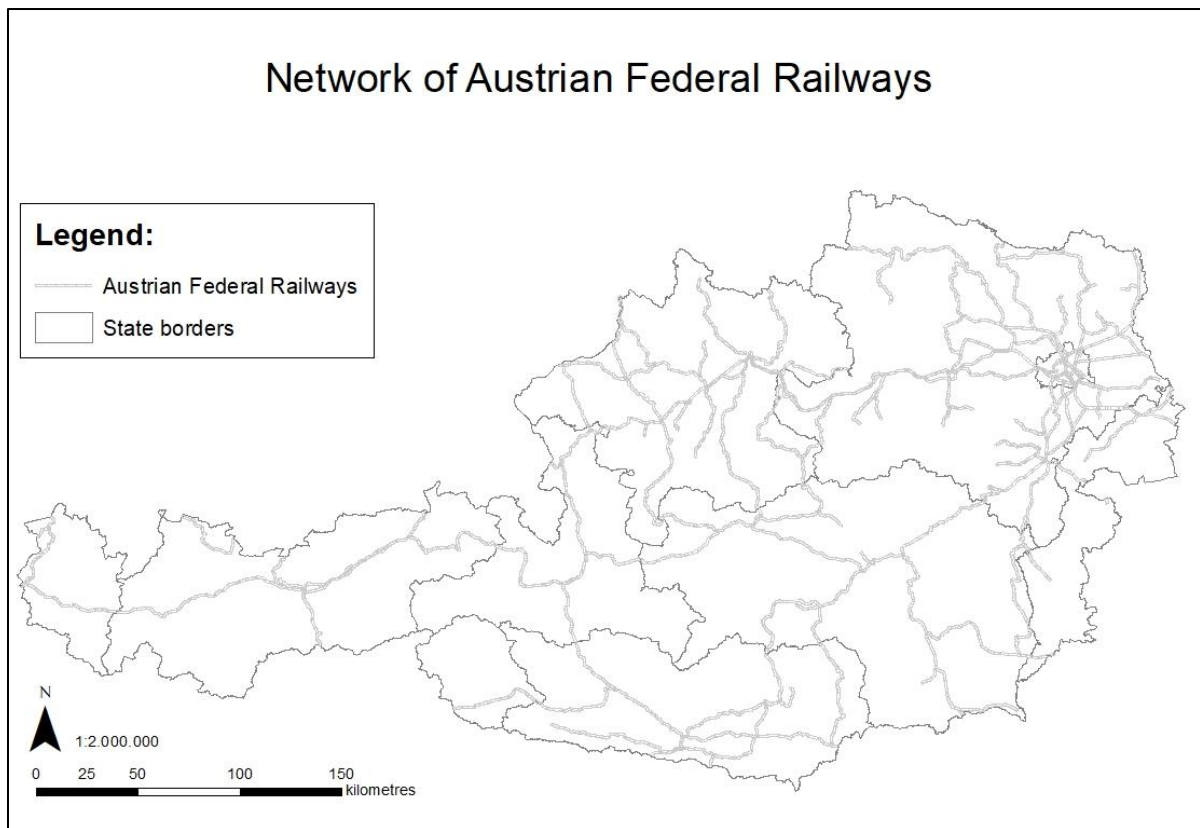 Network of Austrian Federal Railways
Legend:
Austrian Federal Railways
State borders
N
1:2.000.000
0 25 50 100 150
kilometres